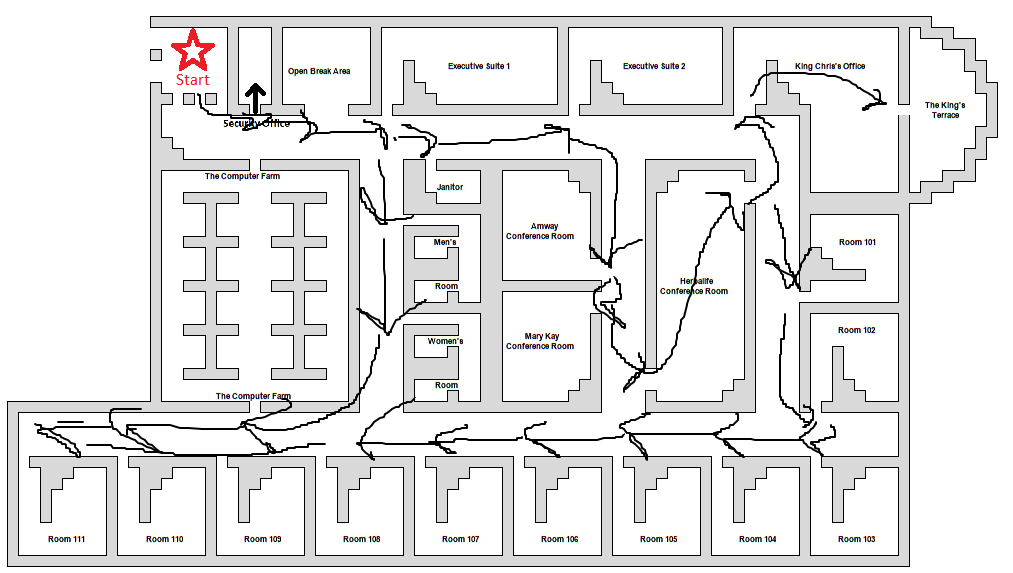 Start
Security Office
Open Break Area
Executive Suite 1
Executive Suite 2
King Chris's Office
The King's
Terrace
The Computer Farm
Janitor
Men's
Room
Amway
Conference Room
Herbalife
Conference Room
Room 101
Mary Kay
Conference Room
Women's
Room
Room 102
The Computer Farm
Room 111
Room 110
Room 109
Room 108
Room 107
Room 106
Room 105
Room 104
Room 103